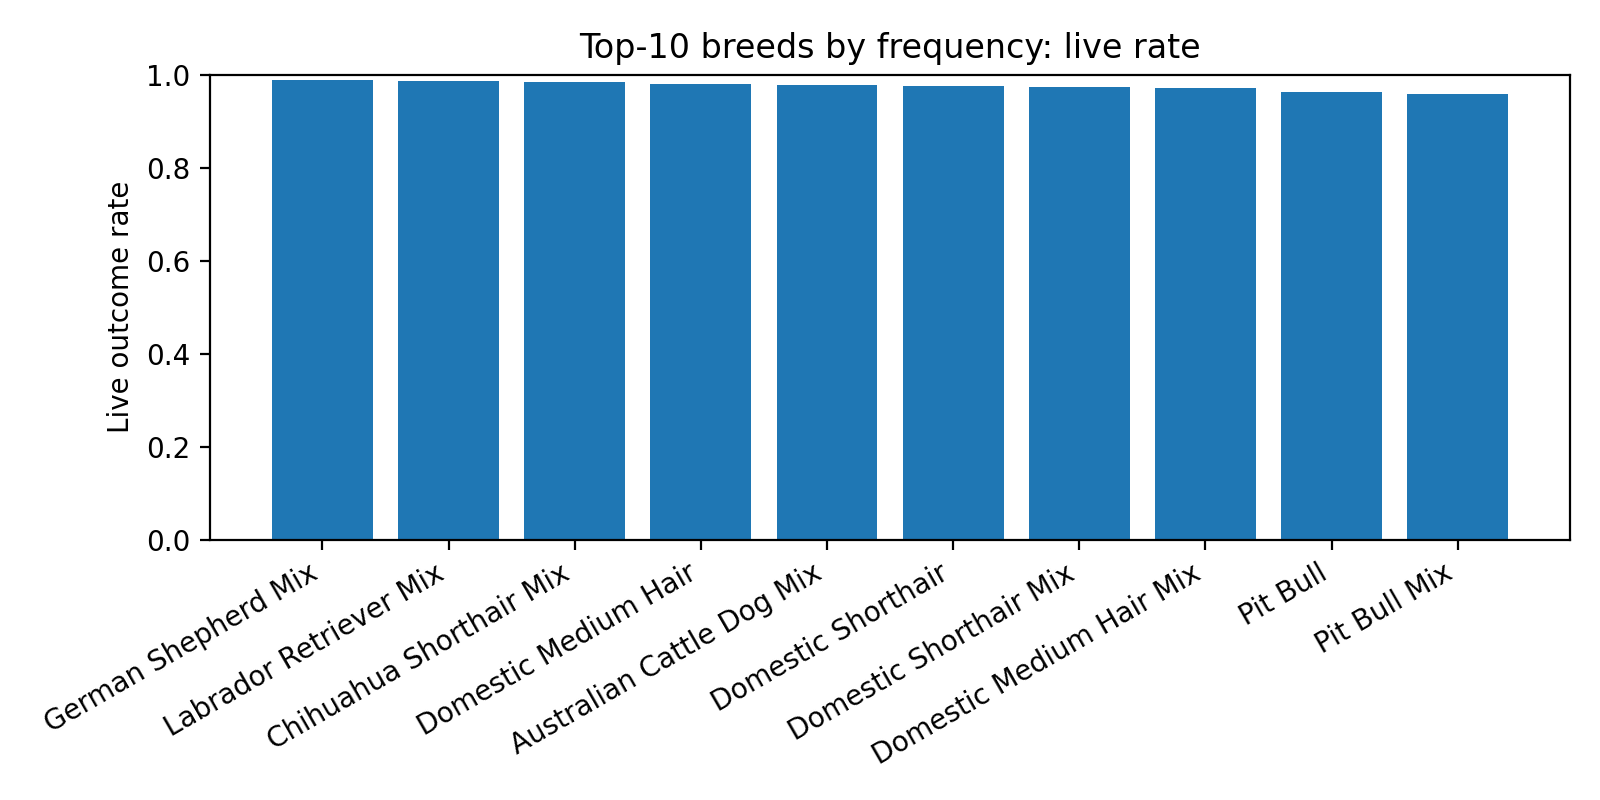 Top-10 breeds by frequency: live rate
Live outcome rate
1.0
0.8
0.6
0.4
0.2
0.0
German Shepherd Mix
Labrador Retriever Mix
Chihuahua Shorthair Mix
Domestic Medium Hair
Australian Cattle Dog Mix
Domestic Shorthair
Domestic Shorthair Mix
Domestic Medium Hair Mix
Pit Bull
Pit Bull Mix